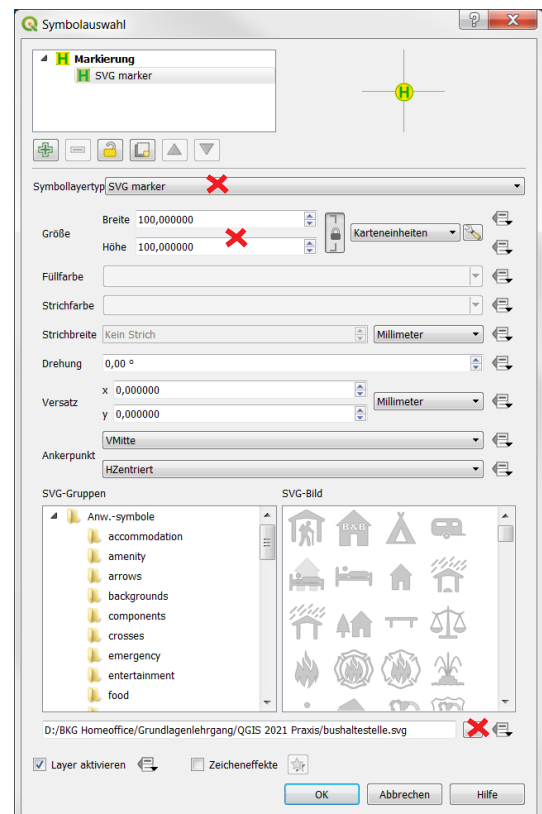 Symbolauswahl
Markierung
SVG marker
H
Symbollayertyp SVG marker
Größe
Breite 100,000000
Höhe 100,000000
Karteneinheiten
Füllfarbe
Strichfarbe
Strichbreite Kein Strich Millimeter
Drehung 0,00 °
Versatz
x 0,000000
y 0,000000
Millimeter
Ankerpunkt
VMitte
HZentriert
SVG-Gruppen
SVG-Bild
Anw.-symbole
accommodation
amenity
arrows
backgrounds
components
crosses
emergency
entertainment
food
B&B
D:/BKG Homeoffice/Grundlagenlehrgang/QGIS 2021 Praxis/bushaltestelle.svg
Layer aktivieren
Zeicheneffekte
OK
Abbrechen
Hilfe